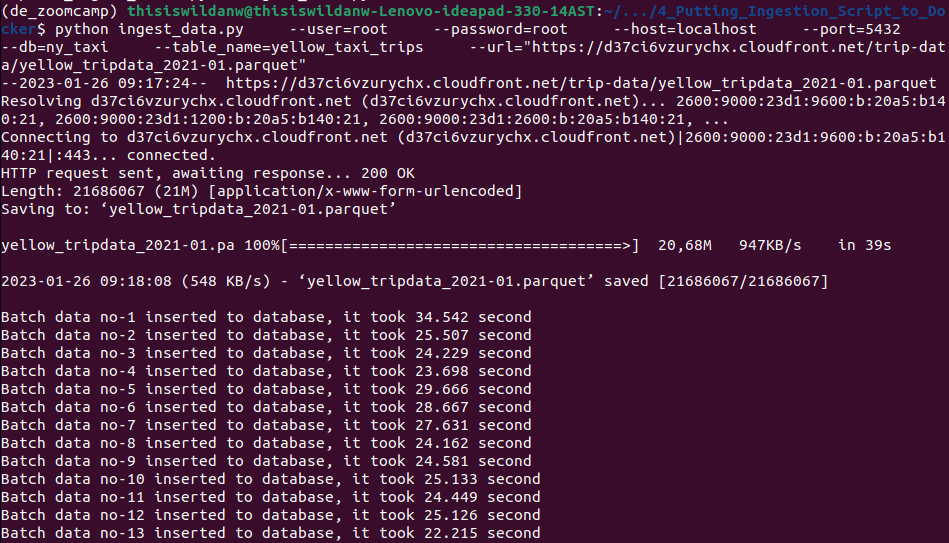 (de_zoomcamp) thisiswildanw@thisiswildanw-Lenovo-ideapad-330-14AST:~/.../4_Putting_Ingestion_Script_to_Do
cker$ python ingest_data.py     --user=root     --password=root     --host=localhost     --port=5432
--db=ny_taxi     --table_name=yellow_taxi_trips     --url="https://d37ci6vzurychx.cloudfront.net/trip-dat
a/yellow_tripdata_2021-01.parquet"
--2023-01-26 09:17:24--  https://d37ci6vzurychx.cloudfront.net/trip-data/yellow_tripdata_2021-01.parquet
Resolving d37ci6vzurychx.cloudfront.net (d37ci6vzurychx.cloudfront.net)... 2600:9000:23d1:9600:b:20a5:b14
0:21, 2600:9000:23d1:1200:b:20a5:b140:21, 2600:9000:23d1:2600:b:20a5:b140:21, ...
Connecting to d37ci6vzurychx.cloudfront.net (d37ci6vzurychx.cloudfront.net)|2600:9000:23d1:9600:b:20a5:b1
40:21|:443... connected.
HTTP request sent, awaiting response... 200 OK
Length: 21686067 (21M) [application/x-www-form-urlencoded]
Saving to: ‘yellow_tripdata_2021-01.parquet’
yellow_tripdata_2021-01.pa 100%[=====================================>]  20,68M   947KB/s    in 39s
2023-01-26 09:18:08 (548 KB/s) - ‘yellow_tripdata_2021-01.parquet’ saved [21686067/21686067]
Batch data no-1 inserted to database, it took 34.542 second
Batch data no-2 inserted to database, it took 25.507 second
Batch data no-3 inserted to database, it took 24.229 second
Batch data no-4 inserted to database, it took 23.698 second
Batch data no-5 inserted to database, it took 29.666 second
Batch data no-6 inserted to database, it took 28.667 second
Batch data no-7 inserted to database, it took 27.631 second
Batch data no-8 inserted to database, it took 24.162 second
Batch data no-9 inserted to database, it took 24.581 second
Batch data no-10 inserted to database, it took 25.133 second
Batch data no-11 inserted to database, it took 24.449 second
Batch data no-12 inserted to database, it took 25.126 second
Batch data no-13 inserted to database, it took 22.215 second